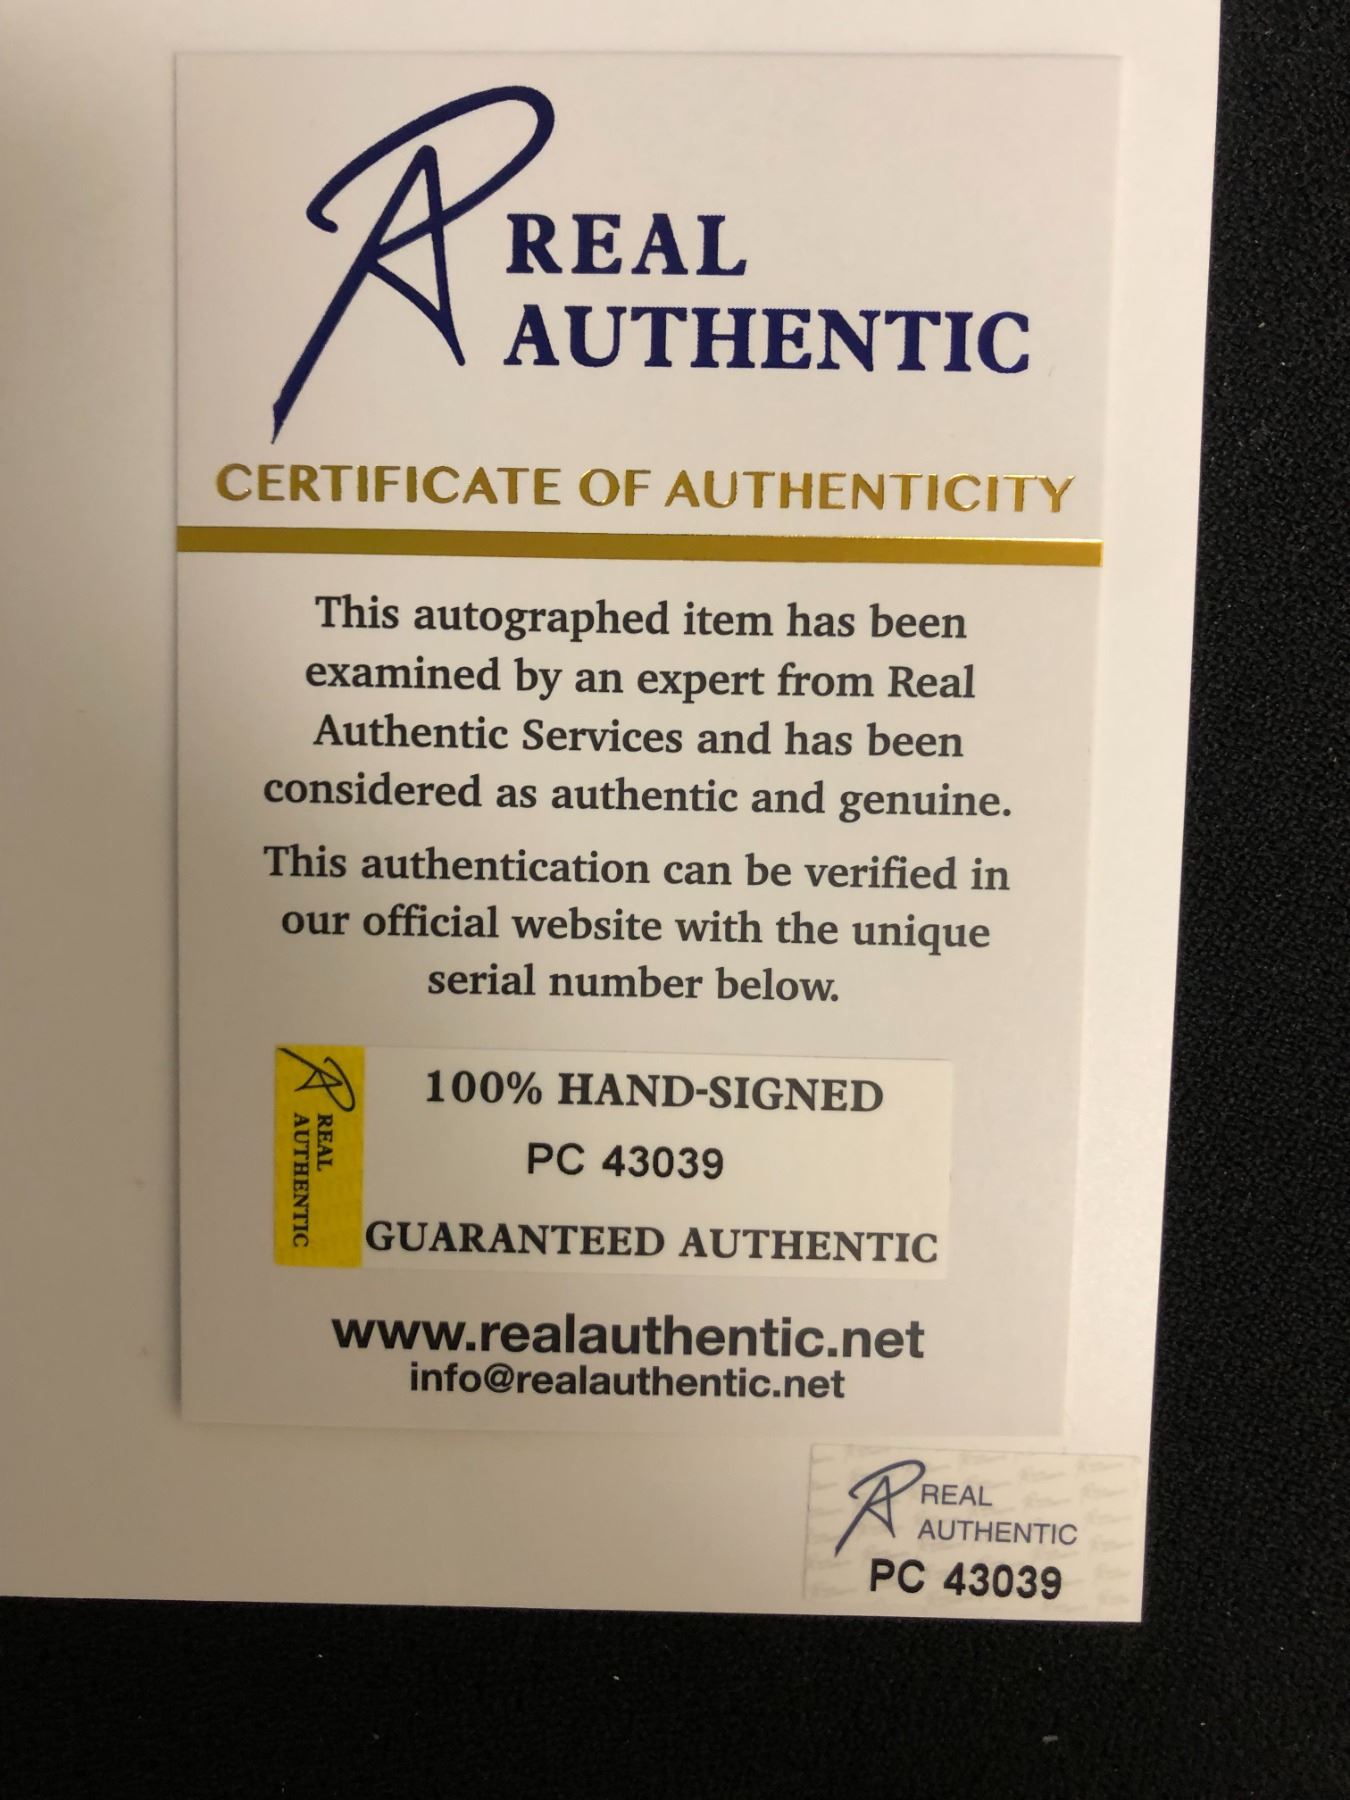 REAL
AUTHENTIC
CERTIFICATE OF AUTHENTICITY
This autographed item has been
examined by an expert from Real
Authentic Services and has been
considered as authentic and genuine.
This authentication can be verified in
our official website with the unique
serial number below.
REAL
AUTHENTIC
100% HAND-SIGNED
PC 43039
GUARANTEED AUTHENTIC
www.realauthentic.net
info@realauthentic.net
REAL
AUTHENTIC
PC 43039